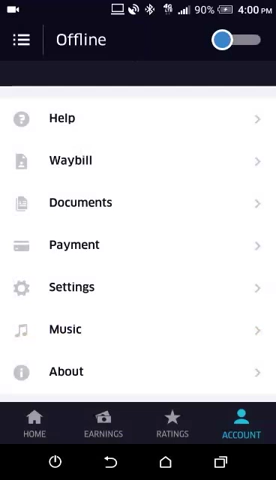 90% 4:00 PM
Offline
Help
Waybill
Documents
Payment
Settings
Music
About
HOME EARNINGS RATINGS ACCOUNT